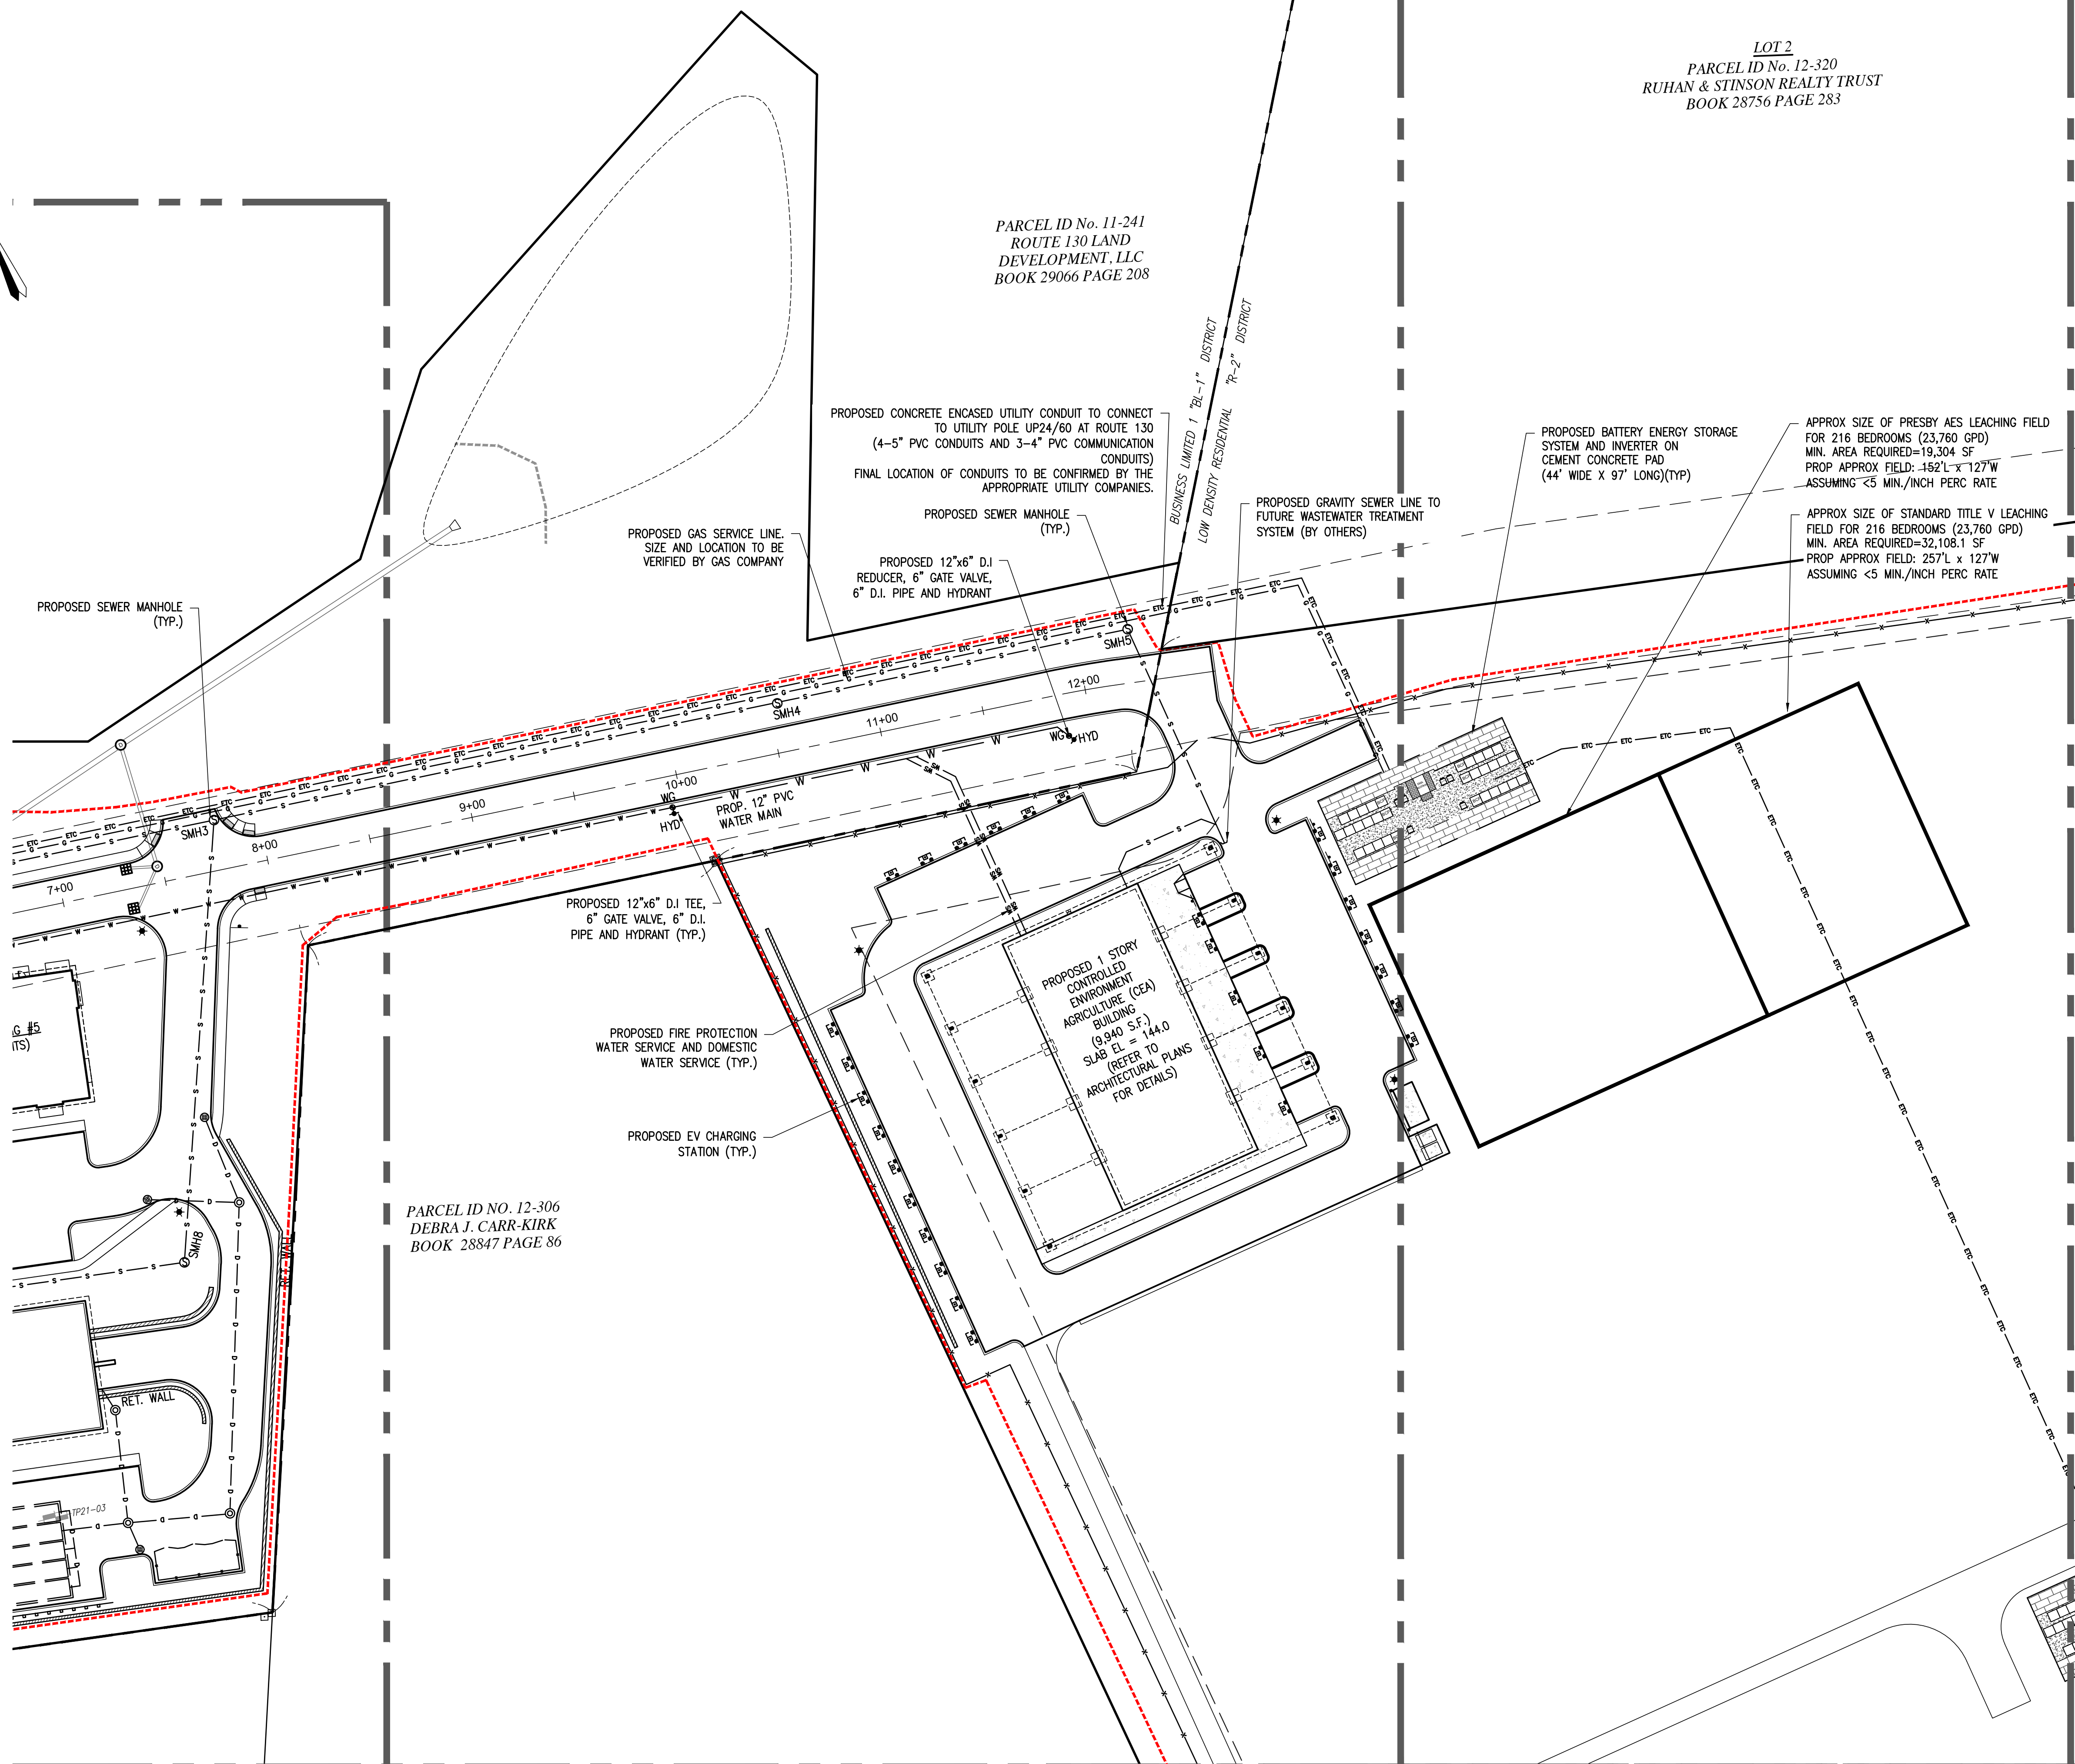 LOT 2
PARCEL ID No. 12-320
RUHAN & STINSON REALTY TRUST
BOOK 28756 PAGE 283
PARCEL ID No. 11-241
ROUTE 130 LAND
DEVELOPMENT, LLC
BOOK 29066 PAGE 208
BUSINESS LIMITED 1 "BL-1" DISTRICT
LOW DENSITY RESIDENTIAL "R-2" DISTRICT
PROPOSED CONCRETE ENCASED UTILITY CONDUIT TO CONNECT
TO UTILITY POLE UP24/60 AT ROUTE 130
(4-5" PVC CONDUITS AND 3-4" PVC COMMUNICATION
CONDUITS)
FINAL LOCATION OF CONDUITS TO BE CONFIRMED BY THE
APPROPRIATE UTILITY COMPANIES.
PROPOSED SEWER MANHOLE
(TYP.)
PROPOSED GAS SERVICE LINE.
SIZE AND LOCATION TO BE
VERIFIED BY GAS COMPANY
PROPOSED 12"x6" D.I
REDUCER, 6" GATE VALVE,
6" D.I. PIPE AND HYDRANT
PROPOSED GRAVITY SEWER LINE TO
FUTURE WASTEWATER TREATMENT
SYSTEM (BY OTHERS)
PROPOSED BATTERY ENERGY STORAGE
SYSTEM AND INVERTER ON
CEMENT CONCRETE PAD
(44' WIDE X 97' LONG)(TYP)
APPROX SIZE OF PRESBY AES LEACHING FIELD
FOR 216 BEDROOMS (23,760 GPD)
MIN. AREA REQUIRED=19,304 SF
PROP APPROX FIELD: 152'L x 127'W
ASSUMING <5 MIN./INCH PERC RATE
APPROX SIZE OF STANDARD TITLE V LEACHING
FIELD FOR 216 BEDROOMS (23,760 GPD)
MIN. AREA REQUIRED=32,108.1 SF
PROP APPROX FIELD: 257'L x 127'W
ASSUMING <5 MIN./INCH PERC RATE
PROPOSED SEWER MANHOLE
(TYP.)
SMH5
SMH4
SMH3
12+00
11+00
10+00
9+00
8+00
7+00
WG
HYD
WG
HYD
PROP. 12" PVC
WATER MAIN
PROPOSED 12"x6" D.I TEE,
6" GATE VALVE, 6" D.I.
PIPE AND HYDRANT (TYP.)
PROPOSED 1 STORY
CONTROLLED
ENVIRONMENT
AGRICULTURE (CEA)
BUILDING
(9,940 S.F.)
SLAB EL = 144.0
(REFER TO
ARCHITECTURAL PLANS
FOR DETAILS)
PROPOSED FIRE PROTECTION
WATER SERVICE AND DOMESTIC
WATER SERVICE (TYP.)
PROPOSED EV CHARGING
STATION (TYP.)
#5
PARCEL ID NO. 12-306
DEBRA J. CARR-KIRK
BOOK 28847 PAGE 86
SMH8
RET. WALL
RET. WALL
TP21-03